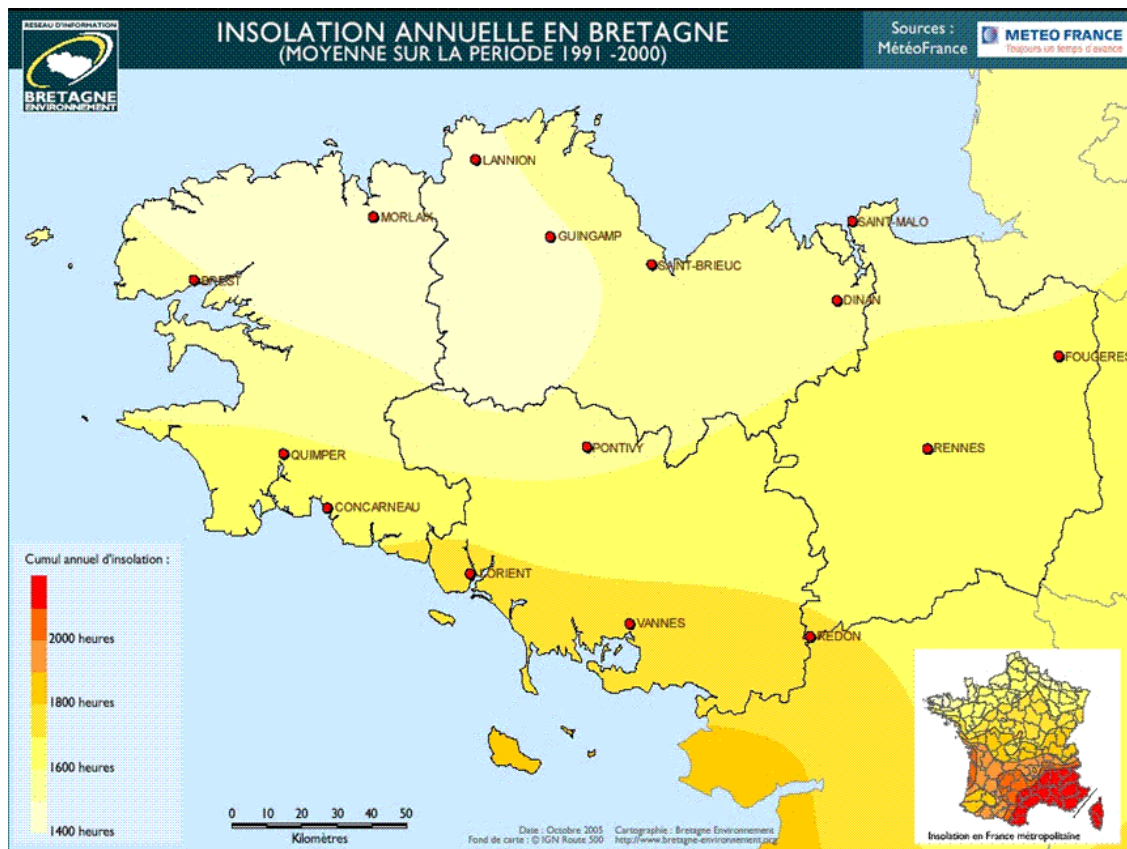 RESEAU D'INFORMATION
BRETAGNE
ENVIRONNEMENT
INSOLATION ANNUELLE EN BRETAGNE
(MOYENNE SUR LA PERIODE 1991 -2000)
Sources :
MétéoFrance
METEO FRANCE
Toujours un temps d'avance
LANNION
MORLAIX
GUINGAMP
SAINT-MALO
SAINT-BRIEUC
BREST
DINAN
FOUGERES
PONTIVY
RENNES
QUIMPER
CONCARNEAU
LORIENT
VANNES
REDON
Cumul annuel d'insolation :
2000 heures
1800 heures
1600 heures
1400 heures
0 10 20 30 40 50
Kilomètres
Date : Octobre 2005 Cartographie : Bretagne Environnement
Fond de carte : © IGN Route 500 http://www.bretagne-environnement.org
Insolation en France métropolitaine